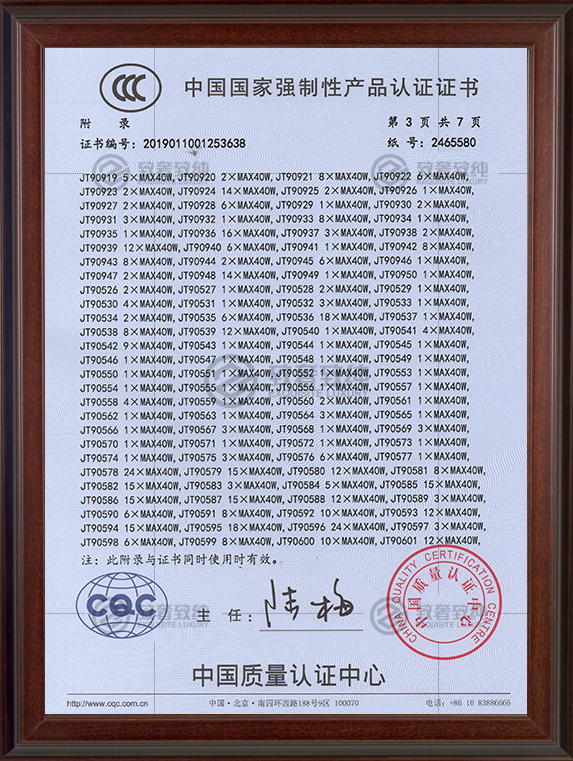 中国国家强制性产品认证证书
附 录
第 3 页 共 7 页
证书编号: 2019011001253638
纸 号: 2465580
JT90919 5×MAX40W, JT90920 2×MAX40W, JT90921 8×MAX40W, JT90922 6×MAX40W,
JT90923 2×MAX40W, JT90924 14×MAX40W, JT90925 2×MAX40W, JT90926 1×MAX40W,
JT90927 2×MAX40W, JT90928 6×MAX40W, JT90929 1×MAX40W, JT90930 2×MAX40W,
JT90931 3×MAX40W, JT90932 1×MAX40W, JT90933 8×MAX40W, JT90934 1×MAX40W,
JT90935 1×MAX40W, JT90936 16×MAX40W, JT90937 3×MAX40W, JT90938 2×MAX40W,
JT90939 12×MAX40W, JT90940 6×MAX40W, JT90941 1×MAX40W, JT90942 8×MAX40W,
JT90943 8×MAX40W, JT90944 2×MAX40W, JT90945 6×MAX40W, JT90946 1×MAX40W,
JT90947 2×MAX40W, JT90948 14×MAX40W, JT90949 1×MAX40W, JT90950 1×MAX40W,
JT90526 2×MAX40W, JT90527 1×MAX40W, JT90528 2×MAX40W, JT90529 1×MAX40W,
JT90530 4×MAX40W, JT90531 1×MAX40W, JT90532 3×MAX40W, JT90533 1×MAX40W,
JT90534 2×MAX40W, JT90535 6×MAX40W, JT90536 18×MAX40W, JT90537 1×MAX40W,
JT90538 8×MAX40W, JT90539 12×MAX40W, JT90540 1×MAX40W, JT90541 4×MAX40W,
JT90542 9×MAX40W, JT90543 1×MAX40W, JT90544 1×MAX40W, JT90545 1×MAX40W,
JT90546 1×MAX40W, JT90547 1×MAX40W, JT90548 1×MAX40W, JT90549 1×MAX40W,
JT90550 1×MAX40W, JT90551 1×MAX40W, JT90552 1×MAX40W, JT90553 1×MAX40W,
JT90554 1×MAX40W, JT90555 6×MAX40W, JT90556 1×MAX40W, JT90557 1×MAX40W,
JT90558 4×MAX40W, JT90559 1×MAX40W, JT90560 2×MAX40W, JT90561 1×MAX40W,
JT90562 1×MAX40W, JT90563 1×MAX40W, JT90564 3×MAX40W, JT90565 1×MAX40W,
JT90566 1×MAX40W, JT90567 3×MAX40W, JT90568 1×MAX40W, JT90569 3×MAX40W,
JT90570 1×MAX40W, JT90571 1×MAX40W, JT90572 1×MAX40W, JT90573 1×MAX40W,
JT90574 1×MAX40W, JT90575 3×MAX40W, JT90576 6×MAX40W, JT90577 1×MAX40W,
JT90578 24×MAX40W, JT90579 15×MAX40W, JT90580 12×MAX40W, JT90581 8×MAX40W,
JT90582 15×MAX40W, JT90583 3×MAX40W, JT90584 5×MAX40W, JT90585 15×MAX40W,
JT90586 15×MAX40W, JT90587 15×MAX40W, JT90588 12×MAX40W, JT90589 3×MAX40W,
JT90590 6×MAX40W, JT90591 8×MAX40W, JT90592 10×MAX40W, JT90593 12×MAX40W,
JT90594 15×MAX40W, JT90595 18×MAX40W, JT90596 24×MAX40W, JT90597 3×MAX40W,
JT90598 6×MAX40W, JT90599 8×MAX40W, JT90600 10×MAX40W, JT90601 12×MAX40W,
注: 此附录与证书同时使用时有效。
CQC
主 任: 陆梅
CHINA QUALITY CERTIFICATION CENTRE
中国质量认证中心
致奢致纯
EXQUISITE LUXURY
中国质量认证中心
http://www.cqc.com.cn
中国·北京·南四环西路188号9区 100070
电话: +86 10 83886666